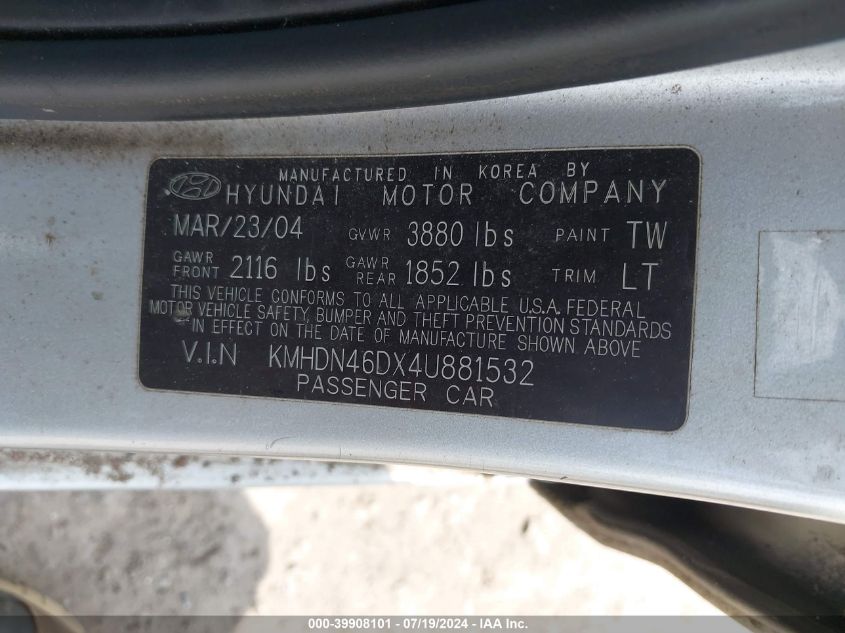 MANUFACTURED IN KOREA BY
HYUNDAI MOTOR COMPANY
MAR/23/04 GVWR 3880 lbs PAINT TW
GAWR FRONT 2116 lbs GAWR REAR 1852 lbs TRIM LT
THIS VEHICLE CONFORMS TO ALL APPLICABLE U.S.A. FEDERAL
MOTOR VEHICLE SAFETY, BUMPER AND THEFT PREVENTION STANDARDS
IN EFFECT ON THE DATE OF MANUFACTURE SHOWN ABOVE
V.I.N KMHDN46DX4U881532
PASSENGER CAR
000-39908101 / 07/19/2024 - IAA Inc.